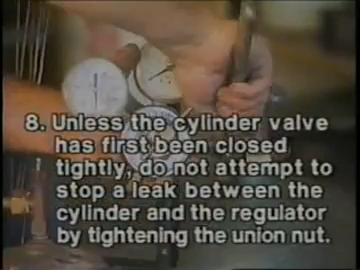 8. Unless the cylinder valve
has first been closed
tightly, do not attempt to
stop a leak between the
cylinder and the regulator
by tightening the union nut.